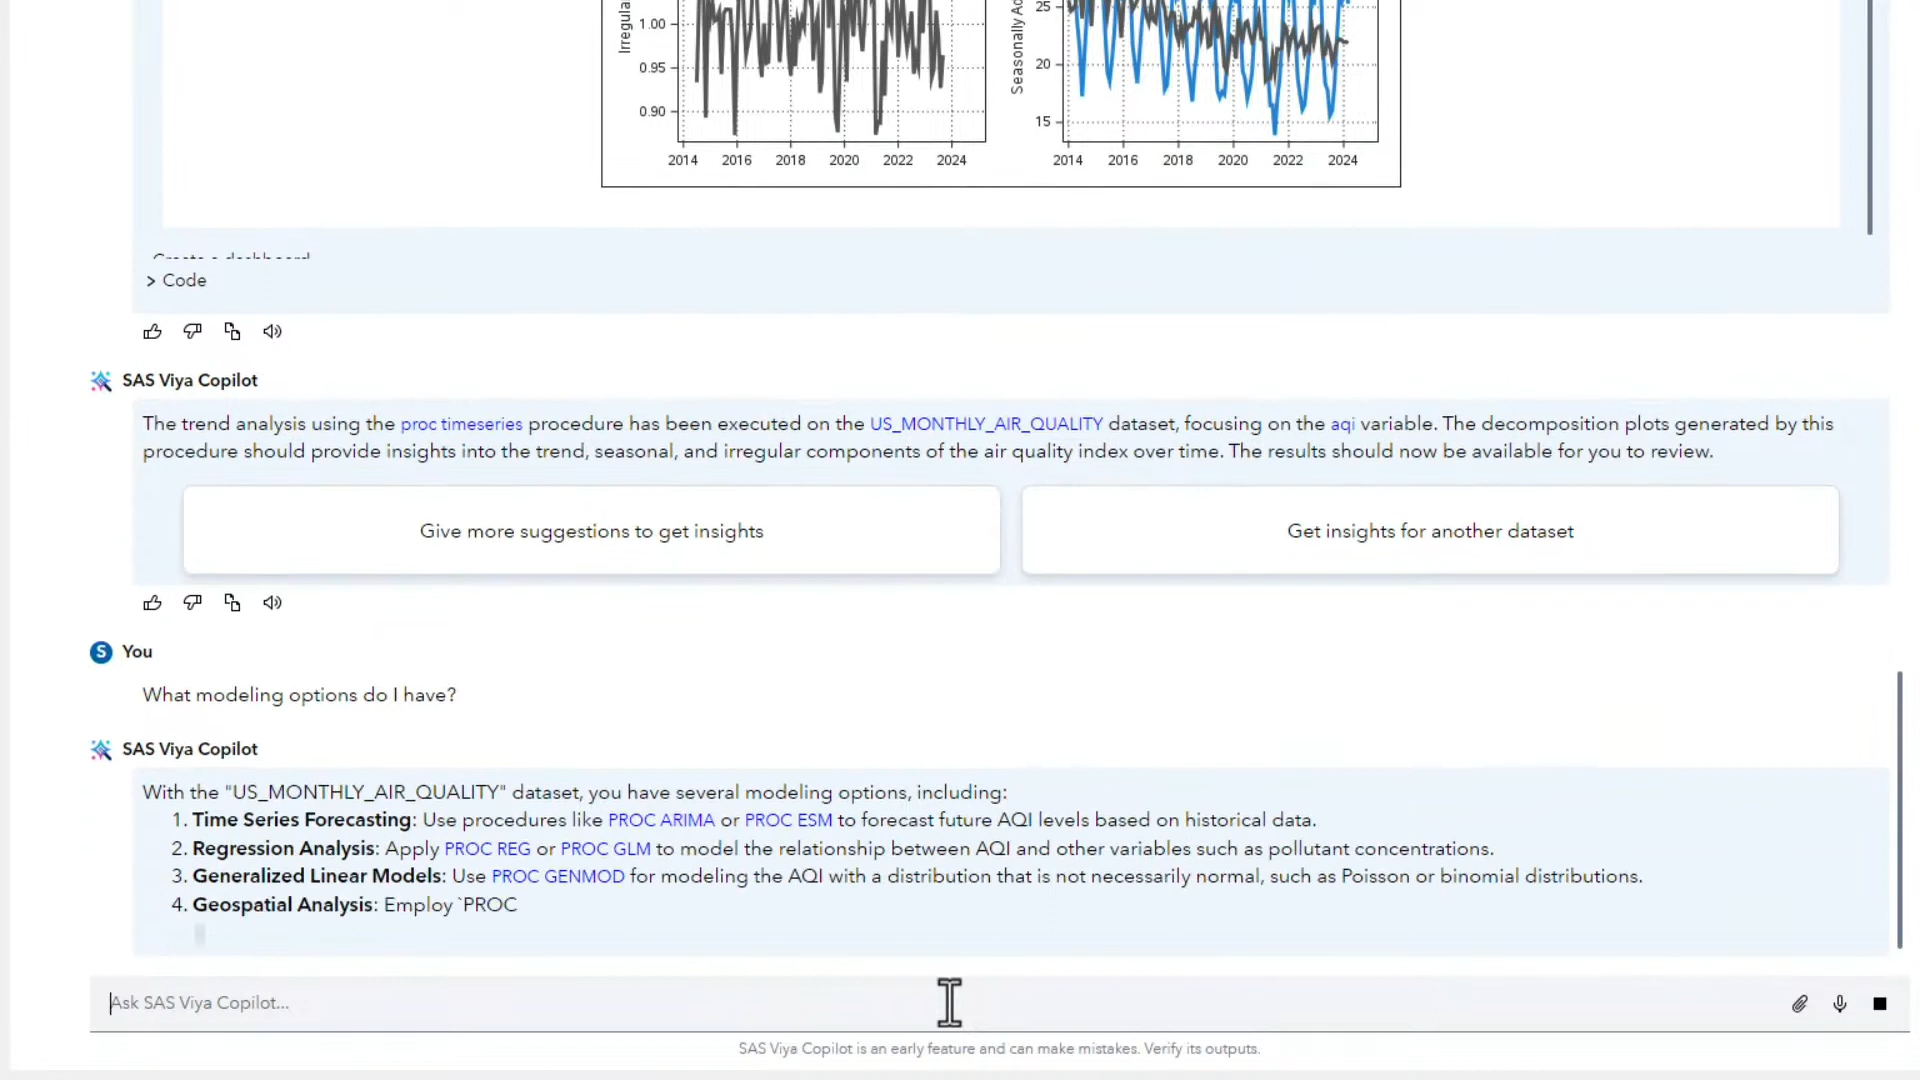 Irregula
1.00
0.95
0.90
2014 2016 2018 2020 2022 2024
Seasonally Ad
25
20
15
2014 2016 2018 2020 2022 2024
Create a dashboard
> Code
SAS Viya Copilot
The trend analysis using the proc timeseries procedure has been executed on the US_MONTHLY_AIR_QUALITY dataset, focusing on the aqi variable. The decomposition plots generated by this
procedure should provide insights into the trend, seasonal, and irregular components of the air quality index over time. The results should now be available for you to review.
Give more suggestions to get insights
Get insights for another dataset
S You
What modeling options do I have?
SAS Viya Copilot
With the "US_MONTHLY_AIR_QUALITY" dataset, you have several modeling options, including:
1. Time Series Forecasting: Use procedures like PROC ARIMA or PROC ESM to forecast future AQI levels based on historical data.
2. Regression Analysis: Apply PROC REG or PROC GLM to model the relationship between AQI and other variables such as pollutant concentrations.
3. Generalized Linear Models: Use PROC GENMOD for modeling the AQI with a distribution that is not necessarily normal, such as Poisson or binomial distributions.
4. Geospatial Analysis: Employ `PROC
Ask SAS Viya Copilot...
SAS Viya Copilot is an early feature and can make mistakes. Verify its outputs.